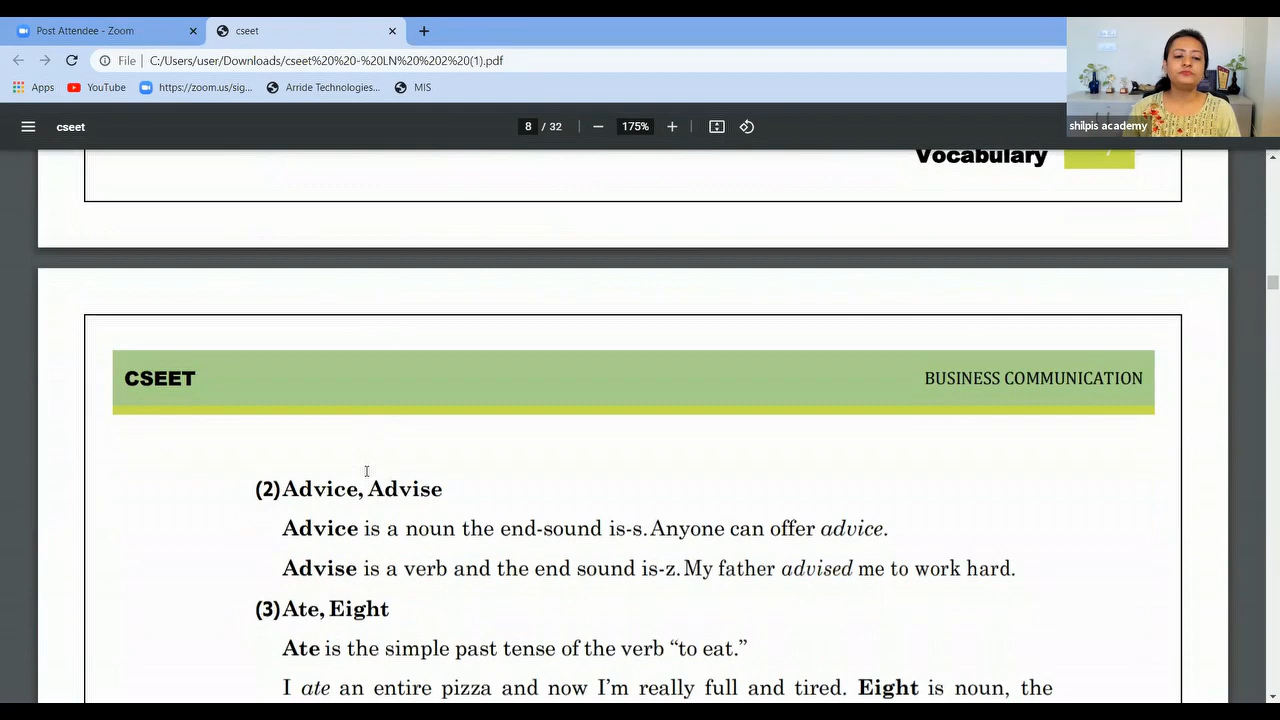 Post Attendee - Zoom
cseet
File
C:/Users/user/Downloads/cseet%20%20-%20LN%20%202%20(1).pdf
Apps
YouTube
https://zoom.us/sig...
Arride Technologies...
MIS
shilpis academy
cseet
8 / 32
175%
Vocabulary
CSEET
BUSINESS COMMUNICATION
(2)Advice, Advise
Advice is a noun the end-sound is-s. Anyone can offer advice.
Advise is a verb and the end sound is-z. My father advised me to work hard.
(3)Ate, Eight
Ate is the simple past tense of the verb “to eat.”
I ate an entire pizza and now I’m really full and tired. Eight is noun, the